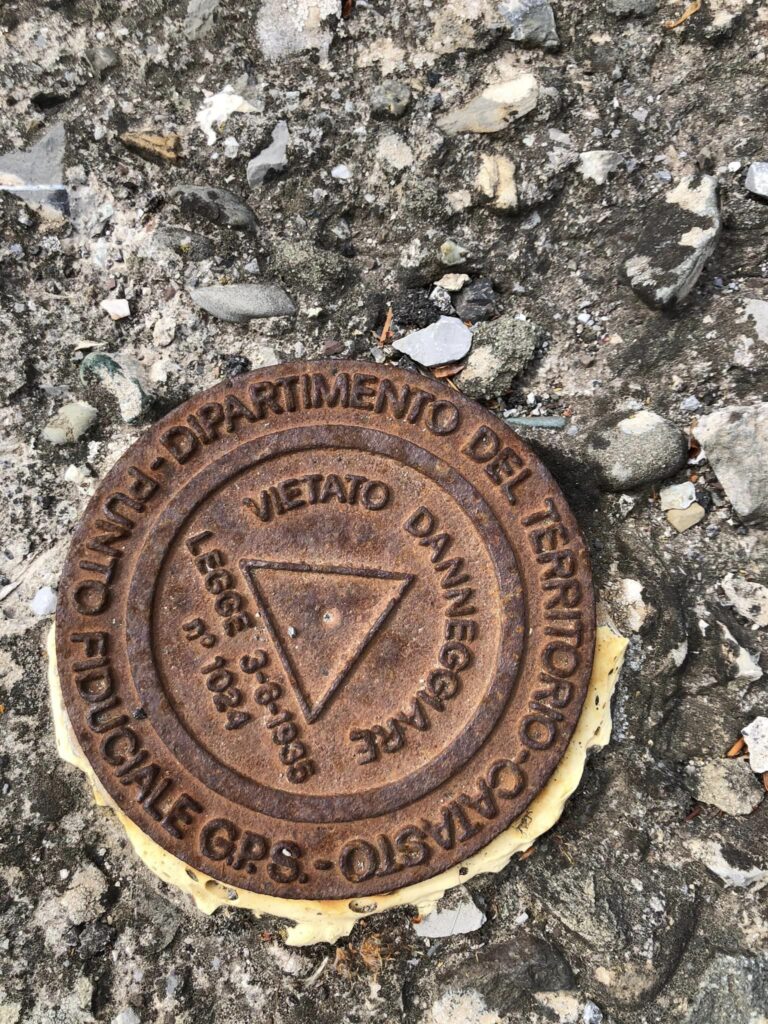 DIPARTIMENTO DEL TERRITORIO-CATASTO-PUNTO FIDUCIALE G.P.S.-
VIETATO DANNEGGIARE
LEGGE 3-6-1935
n° 1024